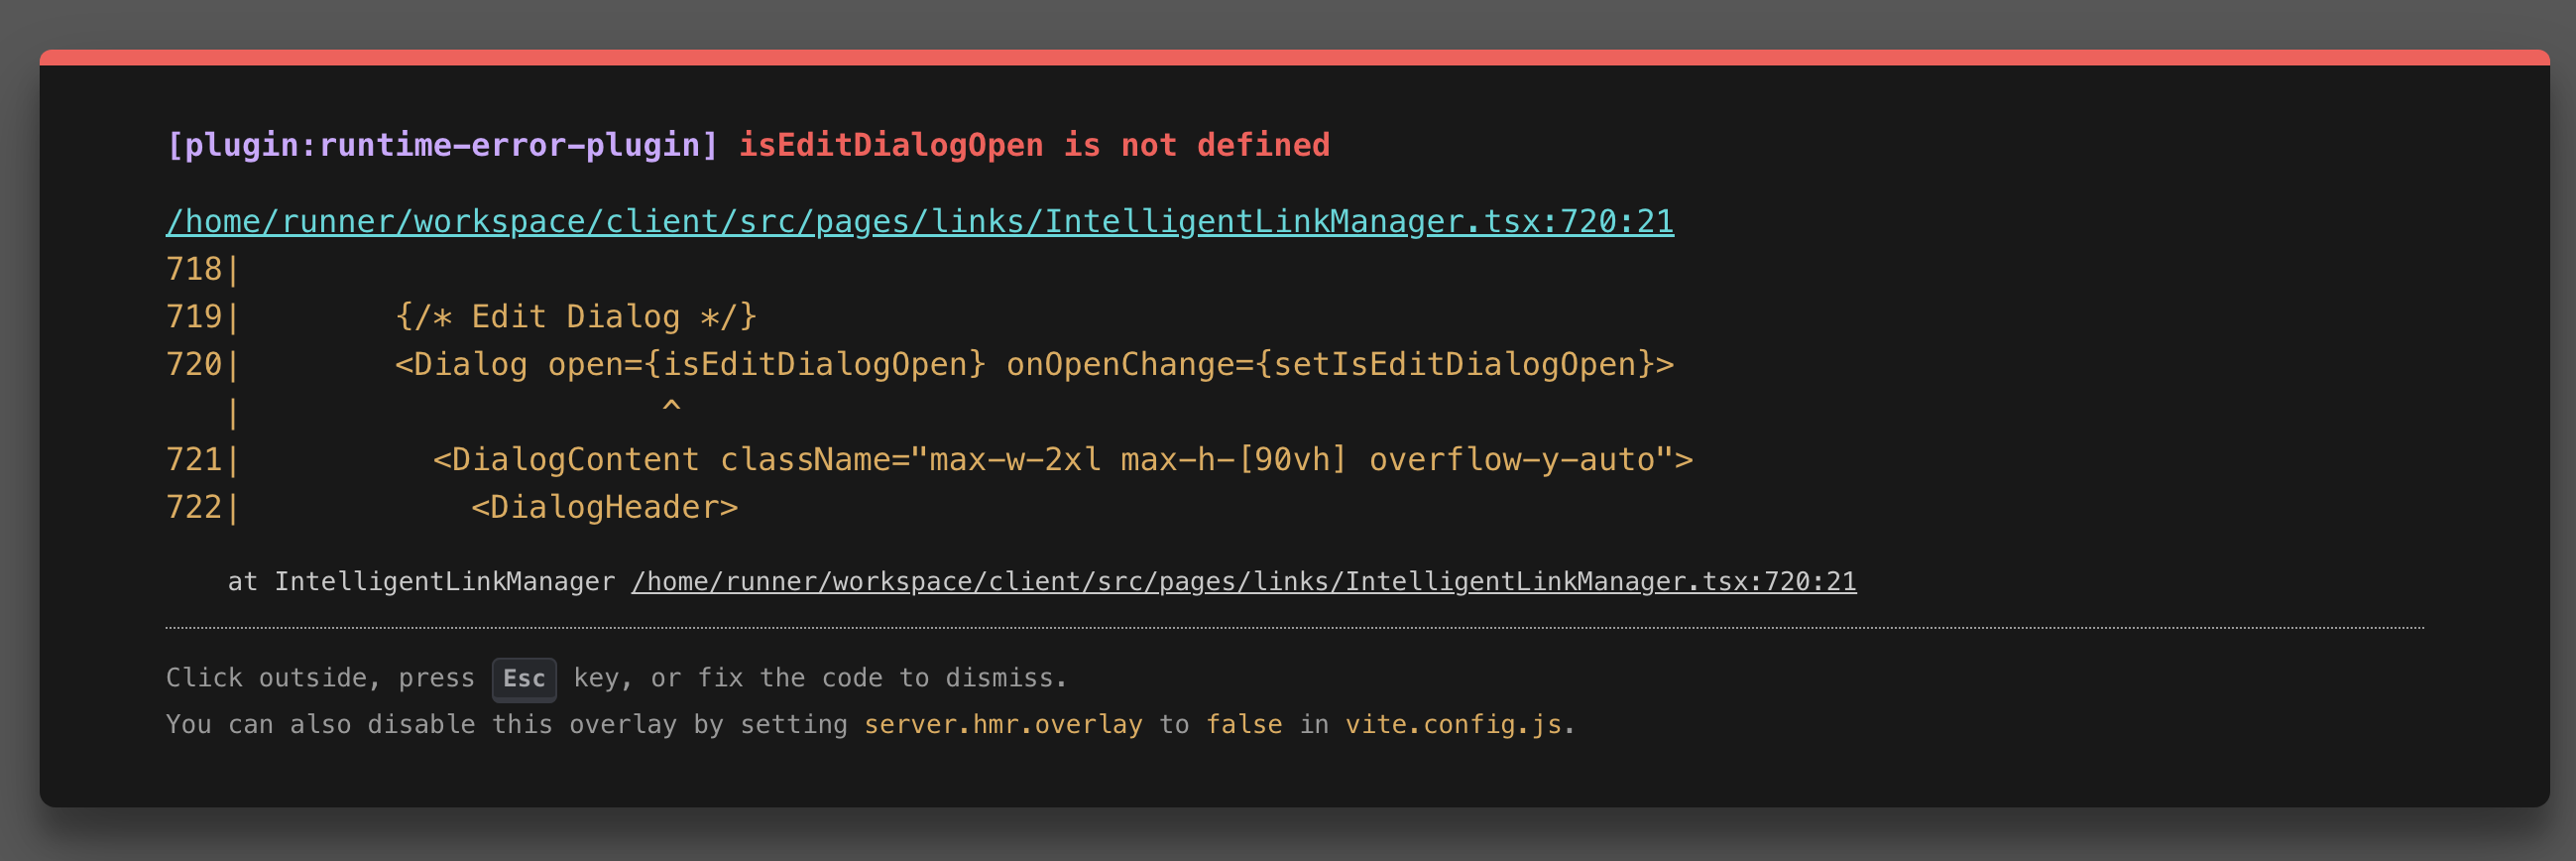 [plugin:runtime-error-plugin] isEditDialogOpen is not defined
/home/runner/workspace/client/src/pages/links/IntelligentLinkManager.tsx:720:21
718|
719|        {/* Edit Dialog */}
720|        <Dialog open={isEditDialogOpen} onOpenChange={setIsEditDialogOpen}>
   |                      ^
721|          <DialogContent className="max-w-2xl max-h-[90vh] overflow-y-auto">
722|            <DialogHeader>
at IntelligentLinkManager /home/runner/workspace/client/src/pages/links/IntelligentLinkManager.tsx:720:21
Click outside, press Esc key, or fix the code to dismiss.
You can also disable this overlay by setting server.hmr.overlay to false in vite.config.js.